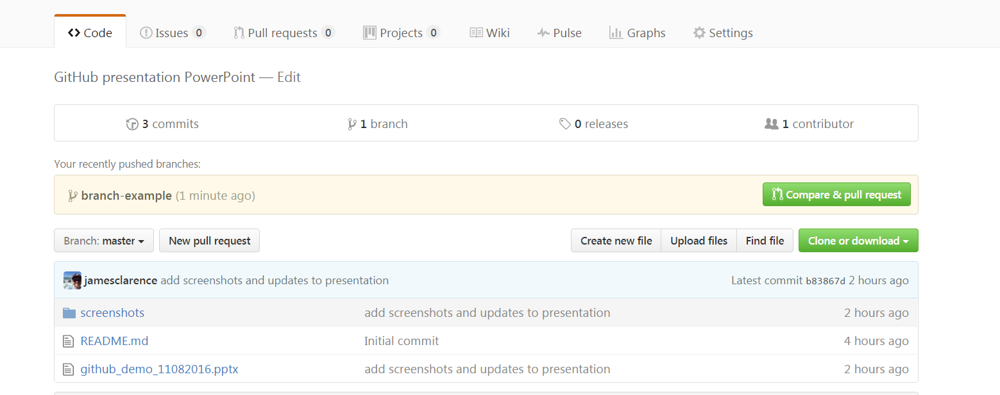 Code Issues 0 Pull requests 0 Projects 0 Wiki Pulse Graphs Settings
GitHub presentation PowerPoint — Edit
3 commits 1 branch 0 releases 1 contributor
Your recently pushed branches:
branch-example (1 minute ago) Compare & pull request
Branch: master New pull request Create new file Upload files Find file Clone or download
jamesclarence add screenshots and updates to presentation Latest commit b83867d 2 hours ago
screenshots add screenshots and updates to presentation 2 hours ago
README.md Initial commit 4 hours ago
github_demo_11082016.pptx add screenshots and updates to presentation 2 hours ago